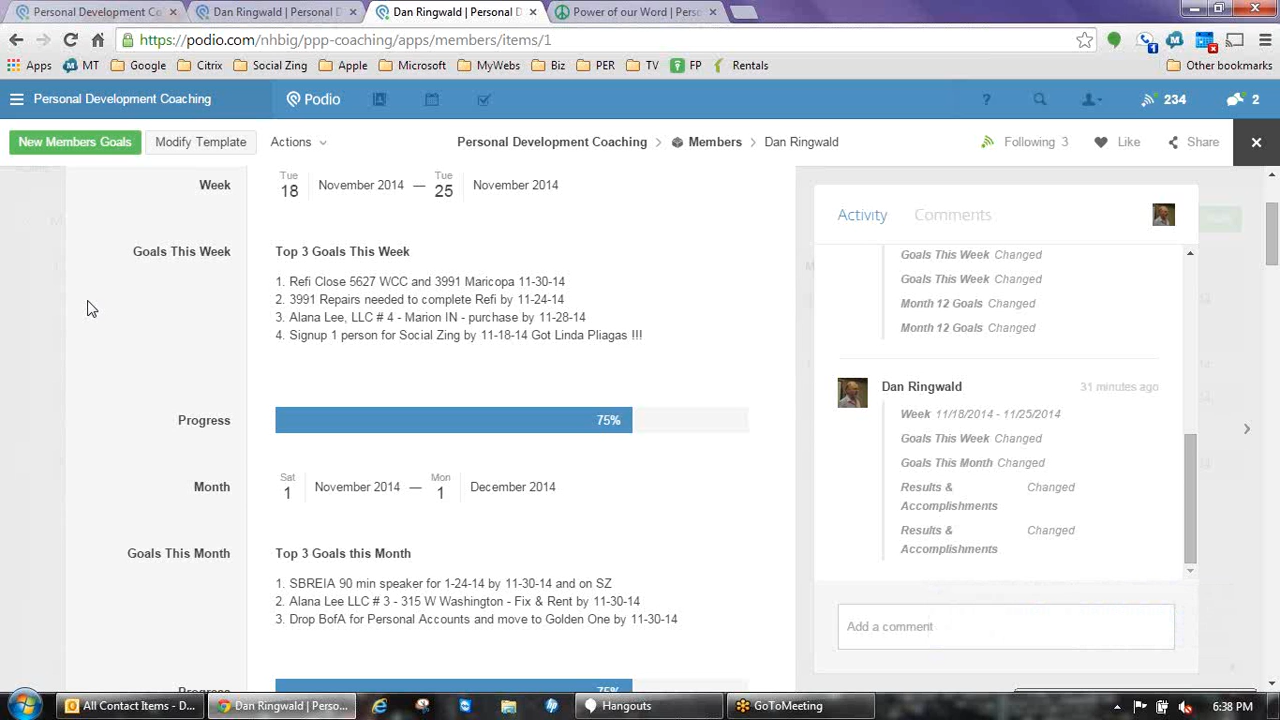 Personal Development Co
Dan Ringwald | Personal D
Dan Ringwald | Personal D
Power of our Word | Perso
https://podio.com/nhbig/ppp-coaching/apps/members/items/1
Apps MT Google Citrix Social Zing Apple Microsoft MyWebs Biz PER TV FP Rentals Other bookmarks
Personal Development Coaching Podio ? 234 2
New Members Goals Modify Template Actions Personal Development Coaching > Members > Dan Ringwald Following 3 Like Share
Week Tue 18 November 2014 — Tue 25 November 2014
Goals This Week Top 3 Goals This Week
1. Refi Close 5627 WCC and 3991 Maricopa 11-30-14
2. 3991 Repairs needed to complete Refi by 11-24-14
3. Alana Lee, LLC # 4 - Marion IN - purchase by 11-28-14
4. Signup 1 person for Social Zing by 11-18-14 Got Linda Pliagas !!!
Progress 75%
Month Sat 1 November 2014 — Mon 1 December 2014
Goals This Month Top 3 Goals this Month
1. SBREIA 90 min speaker for 1-24-14 by 11-30-14 and on SZ
2. Alana Lee LLC # 3 - 315 W Washington - Fix & Rent by 11-30-14
3. Drop BofA for Personal Accounts and move to Golden One by 11-30-14
Progress 75%
Activity Comments
Goals This Week Changed
Goals This Week Changed
Month 12 Goals Changed
Month 12 Goals Changed
Dan Ringwald 31 minutes ago
Week 11/18/2014 - 11/25/2014
Goals This Week Changed
Goals This Month Changed
Results & Changed
Accomplishments
Results & Changed
Accomplishments
Add a comment
All Contact Items - D...
Dan Ringwald | Perso...
Hangouts
GoToMeeting
6:38 PM